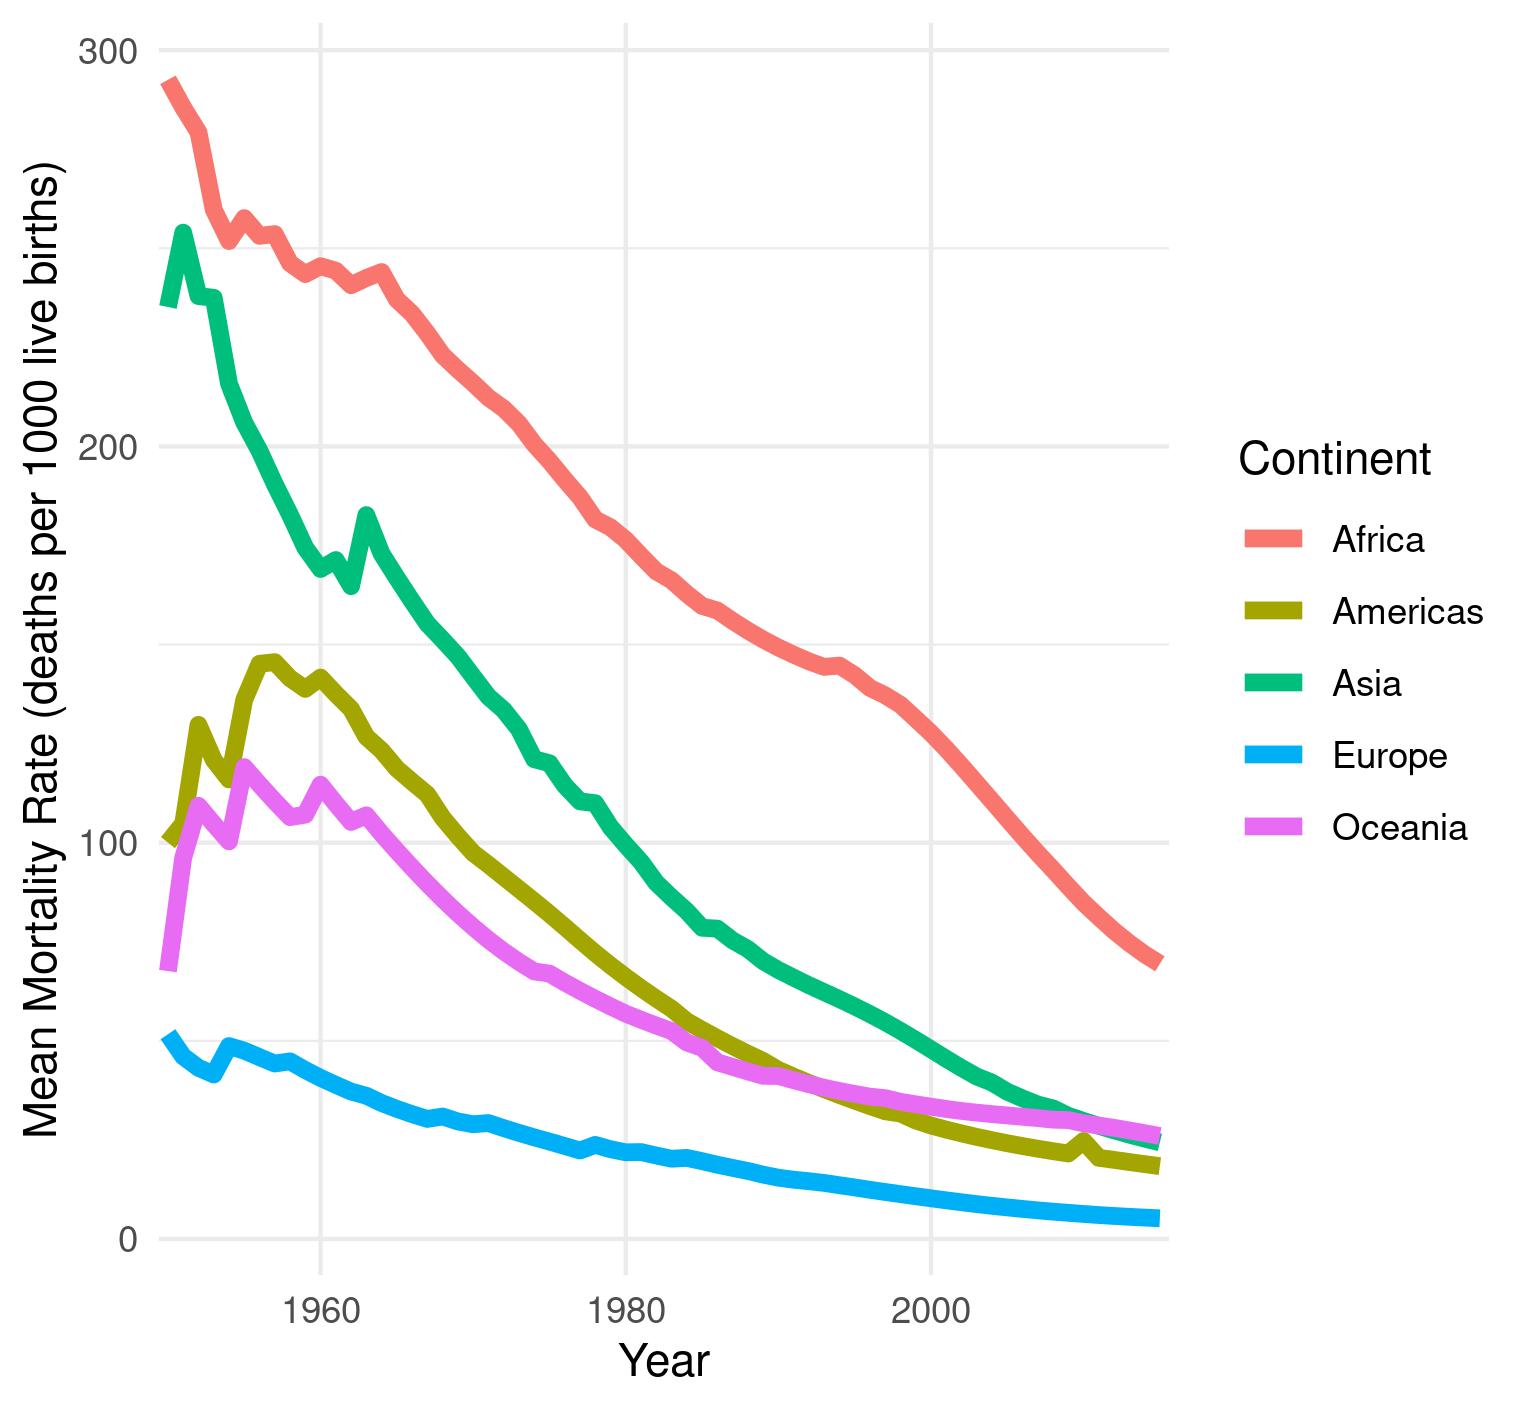 300
200
100
0
Mean Mortality Rate (deaths per 1000 live births)
1960
1980
2000
Year
Continent
Africa
Americas
Asia
Europe
Oceania